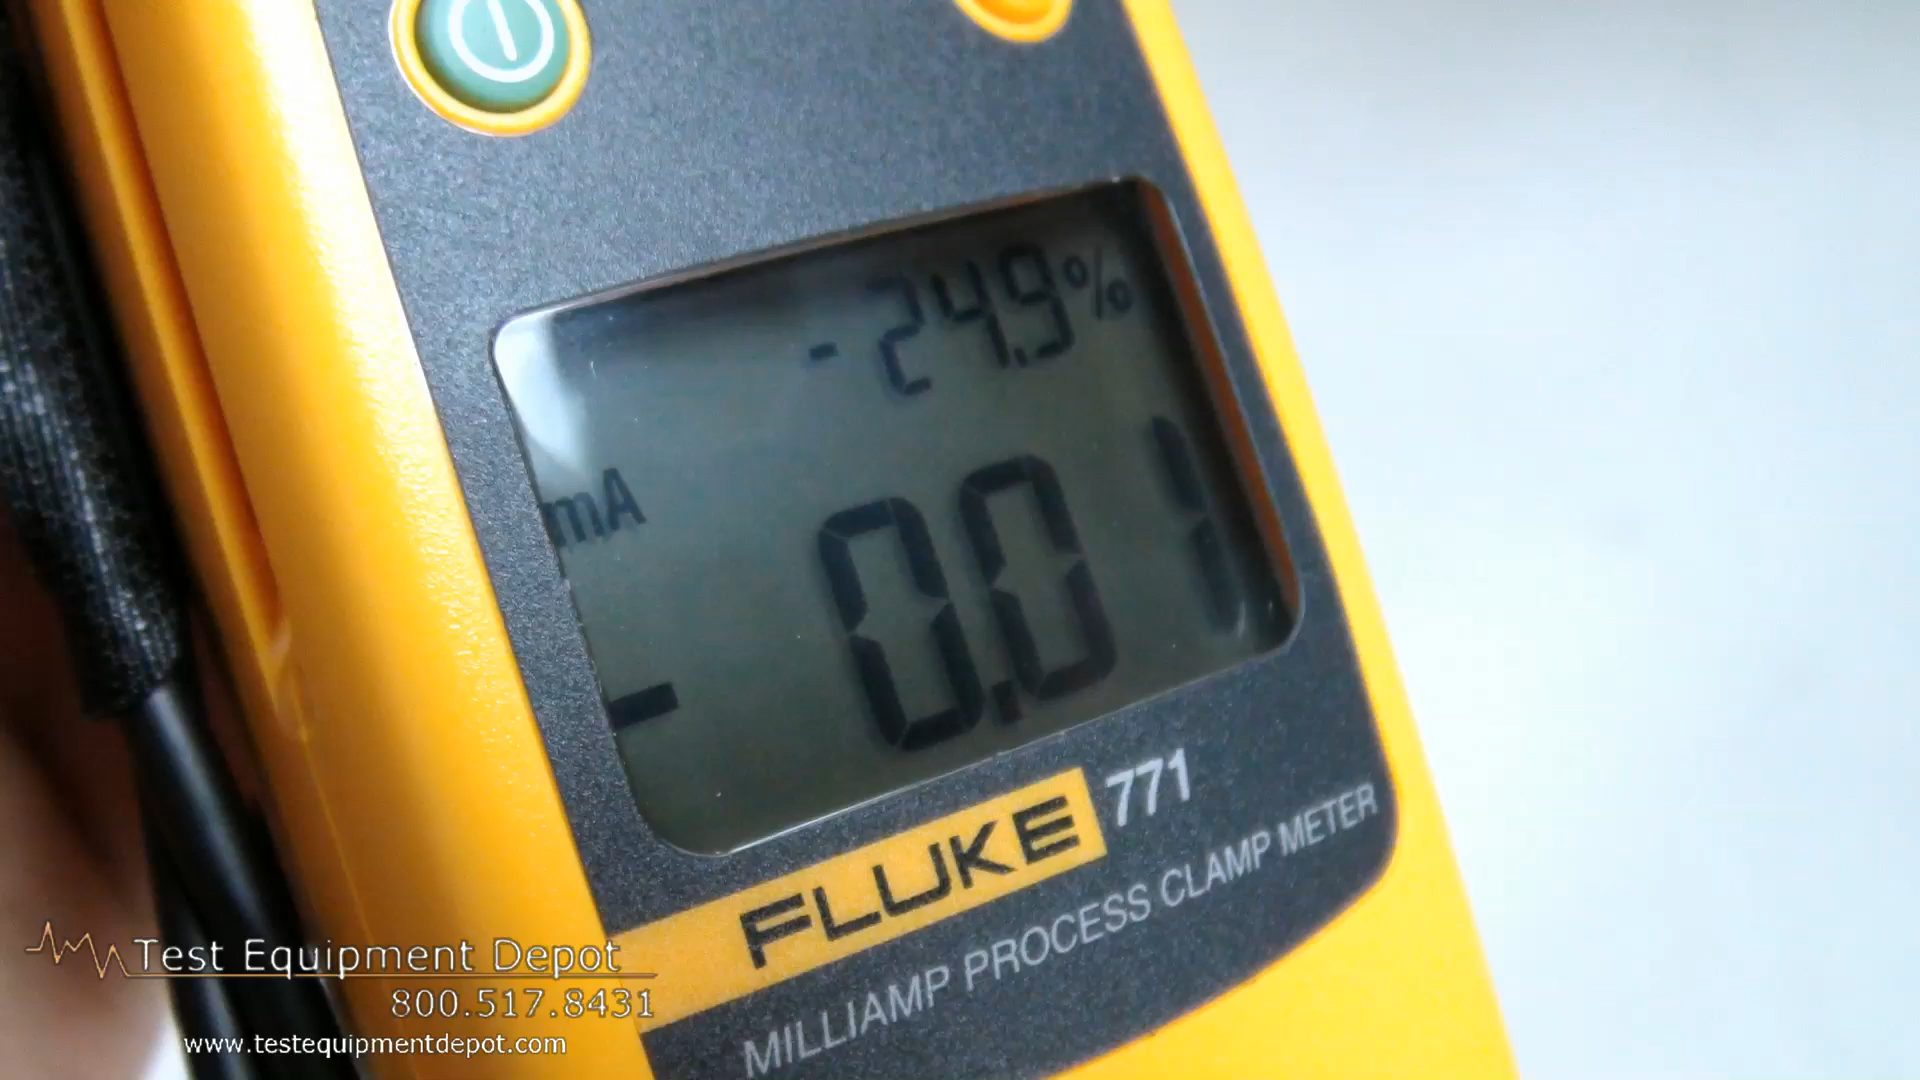 -24.9%
mA
-0.01
FLUKE 771
MILLIAMP PROCESS CLAMP METER
Test Equipment Depot
800.517.8431
www.testequipmentdepot.com